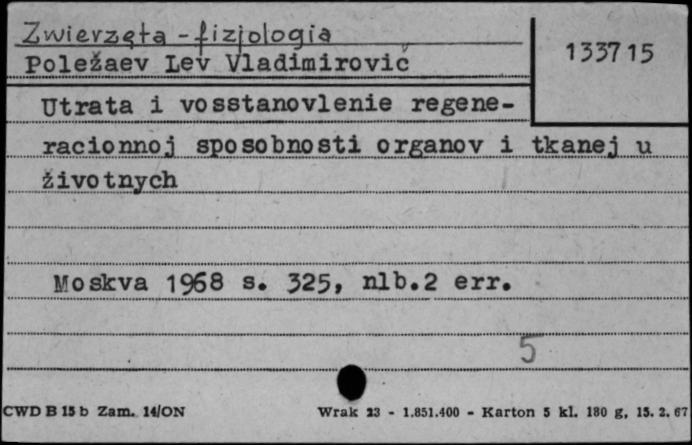 Zwierzęta - fizjologia
133715
Poležaev Lev Vladimirovič
Utrata i vosstanovlenie regene-
racionnoj sposobnosti organov i tkanej u
životnych
Moskva 1968 s. 325, nlb.2 err.
5
CWD B 15 b Zam. 14/ON
Wrak 23 - 1.851.400 - Karton 5 kl. 180 g, 15. 2. 67